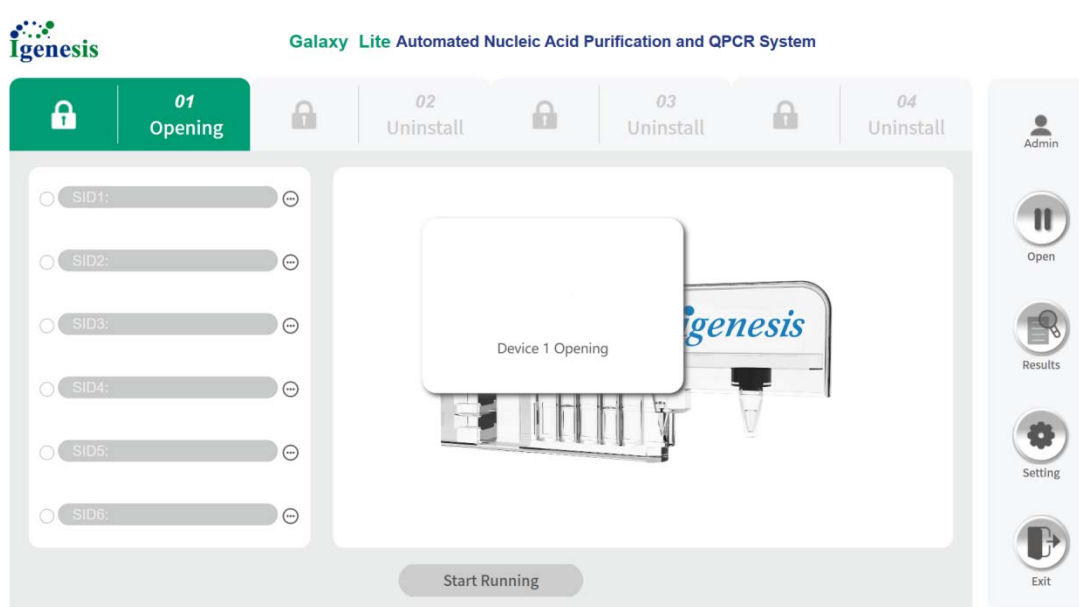 Igenesis
Galaxy Lite Automated Nucleic Acid Purification and QPCR System
01
Opening
02
Uninstall
03
Uninstall
04
Uninstall
Admin
SID1:
SID2:
SID3:
SID4:
SID5:
SID6:
igenesis
Device 1 Opening
Open
Results
Setting
Exit
Start Running